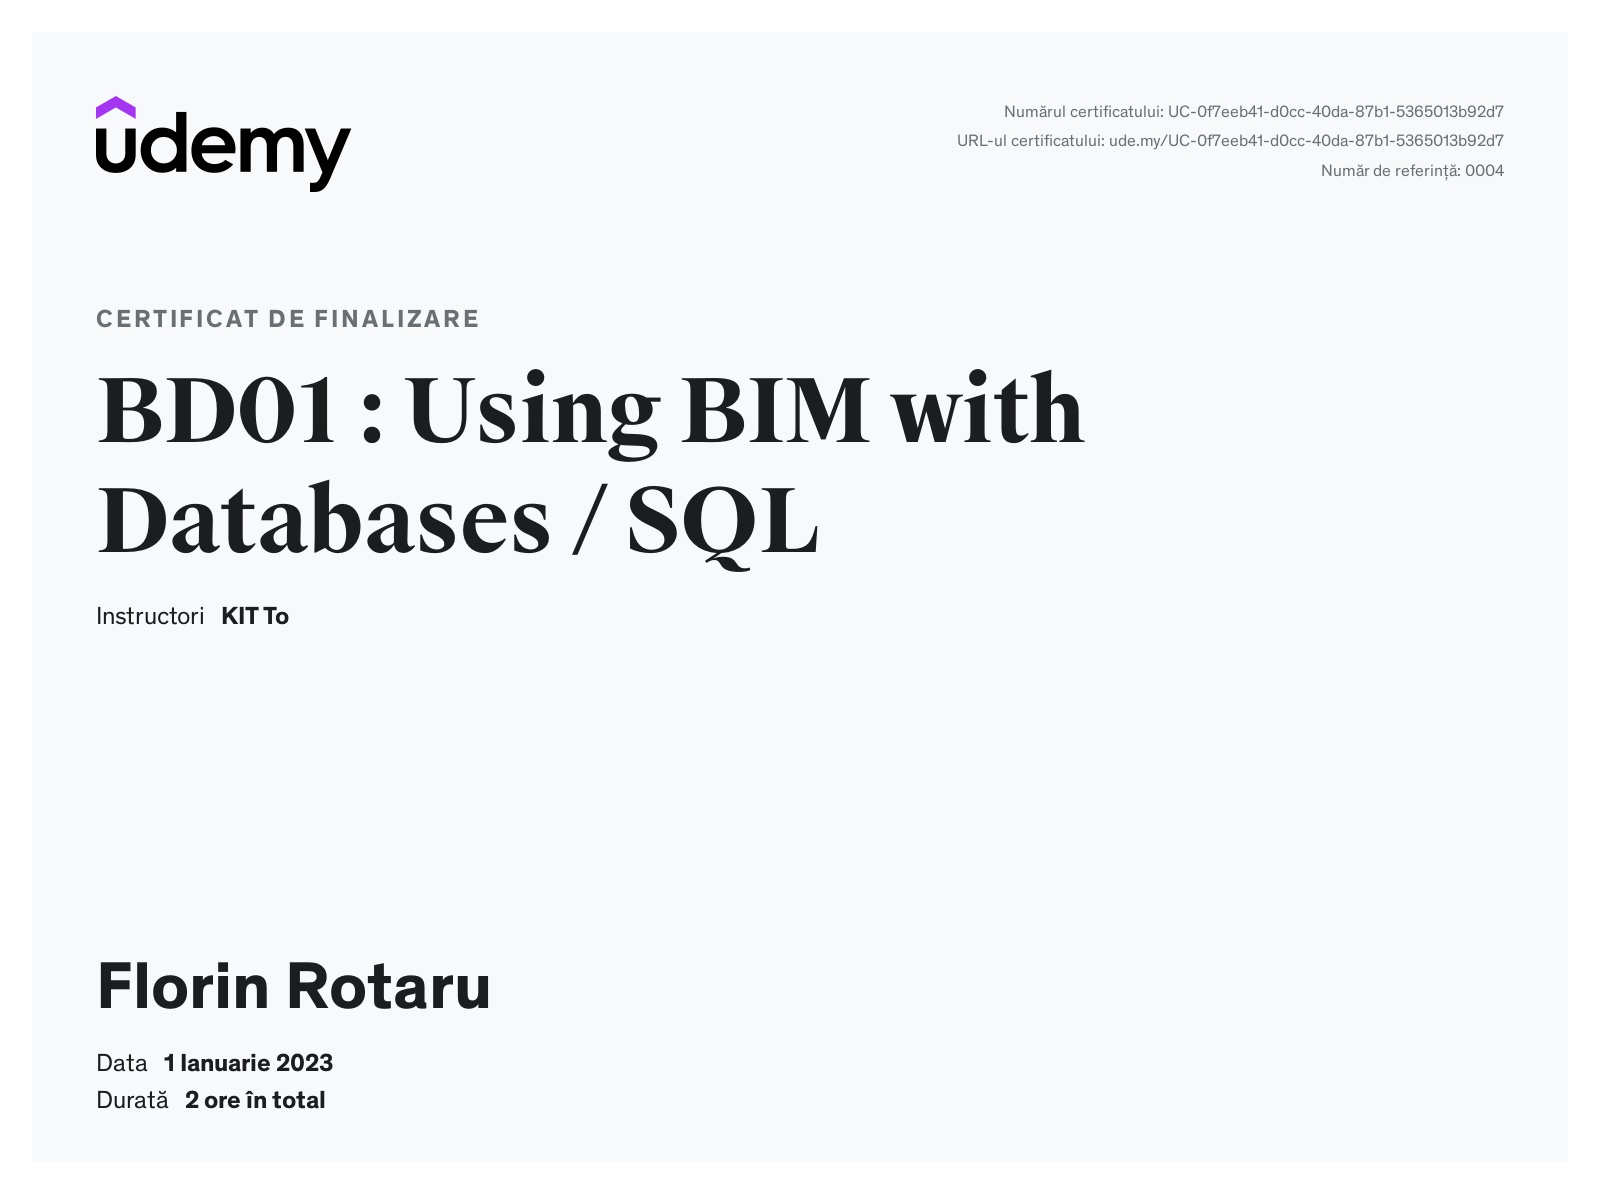 udemy
Numărul certificatului: UC-0f7eeb41-d0cc-40da-87b1-5365013b92d7
URL-ul certificatului: ude.my/UC-0f7eeb41-d0cc-40da-87b1-5365013b92d7
Număr de referință: 0004
CERTIFICAT DE FINALIZARE
BD01 : Using BIM with
Databases / SQL
Instructori KIT To
Florin Rotaru
Data 1 Ianuarie 2023
Durată 2 ore în total